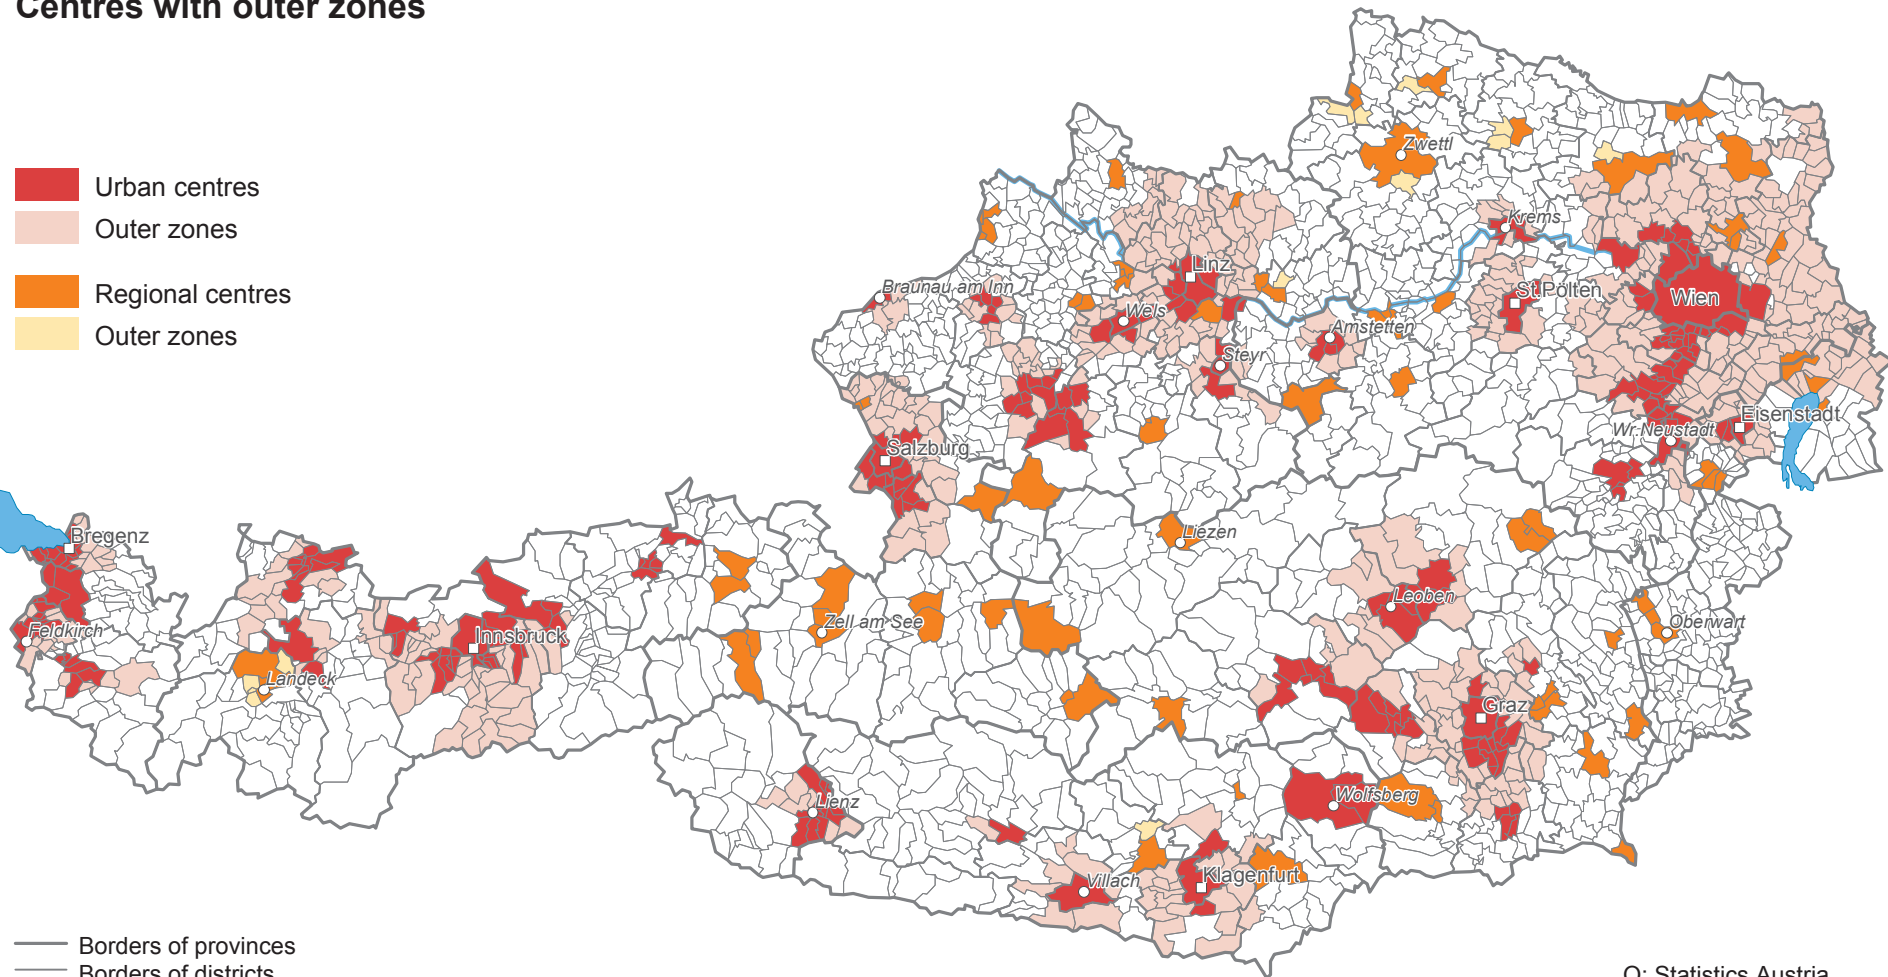 Centres with outer zones
Urban centres
Outer zones
Regional centres
Outer zones
Zwettl
Krems
Linz
Braunau am Inn
St.Pölten
Wien
Wels
Amstetten
Steyr
Eisenstadt
Wr.Neustadt
Salzburg
Liezen
Bregenz
Leoben
Feldkirch
Innsbruck
Zell am See
Oberwart
Landeck
Graz
Lienz
Wolfsberg
Villach
Klagenfurt
Borders of provinces
Borders of districts
Q: Statistics Austria